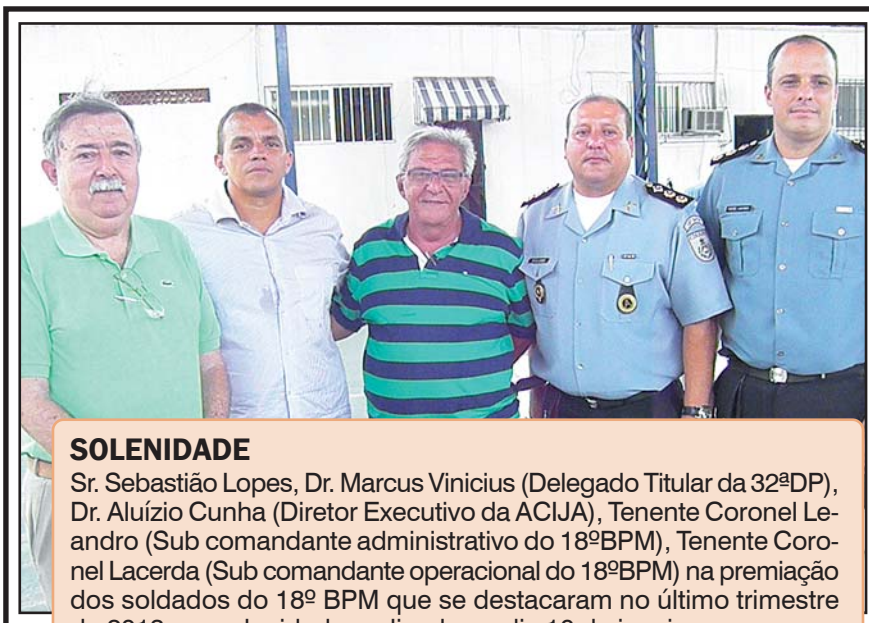 SOLENIDADE
Sr. Sebastião Lopes, Dr. Marcus Vinicius (Delegado Titular da 32ªDP),
Dr. Aluízio Cunha (Diretor Executivo da ACIJA), Tenente Coronel Le-
andro (Sub comandante administrativo do 18ºBPM), Tenente Coro-
nel Lacerda (Sub comandante operacional do 18ºBPM) na premiação
dos soldados do 18º BPM que se destacaram no último trimestre